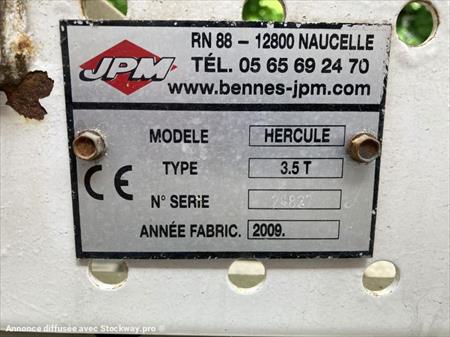 JPM
RN 88 - 12800 NAUCELLE
TÉL. 05 65 69 24 70
www.bennes-jpm.com
MODELE HERCULE
TYPE 3.5 T
CE
N° SERIE
ANNÉE FABRIC. 2009.
Annonce diffusée avec Stockway.pro ®